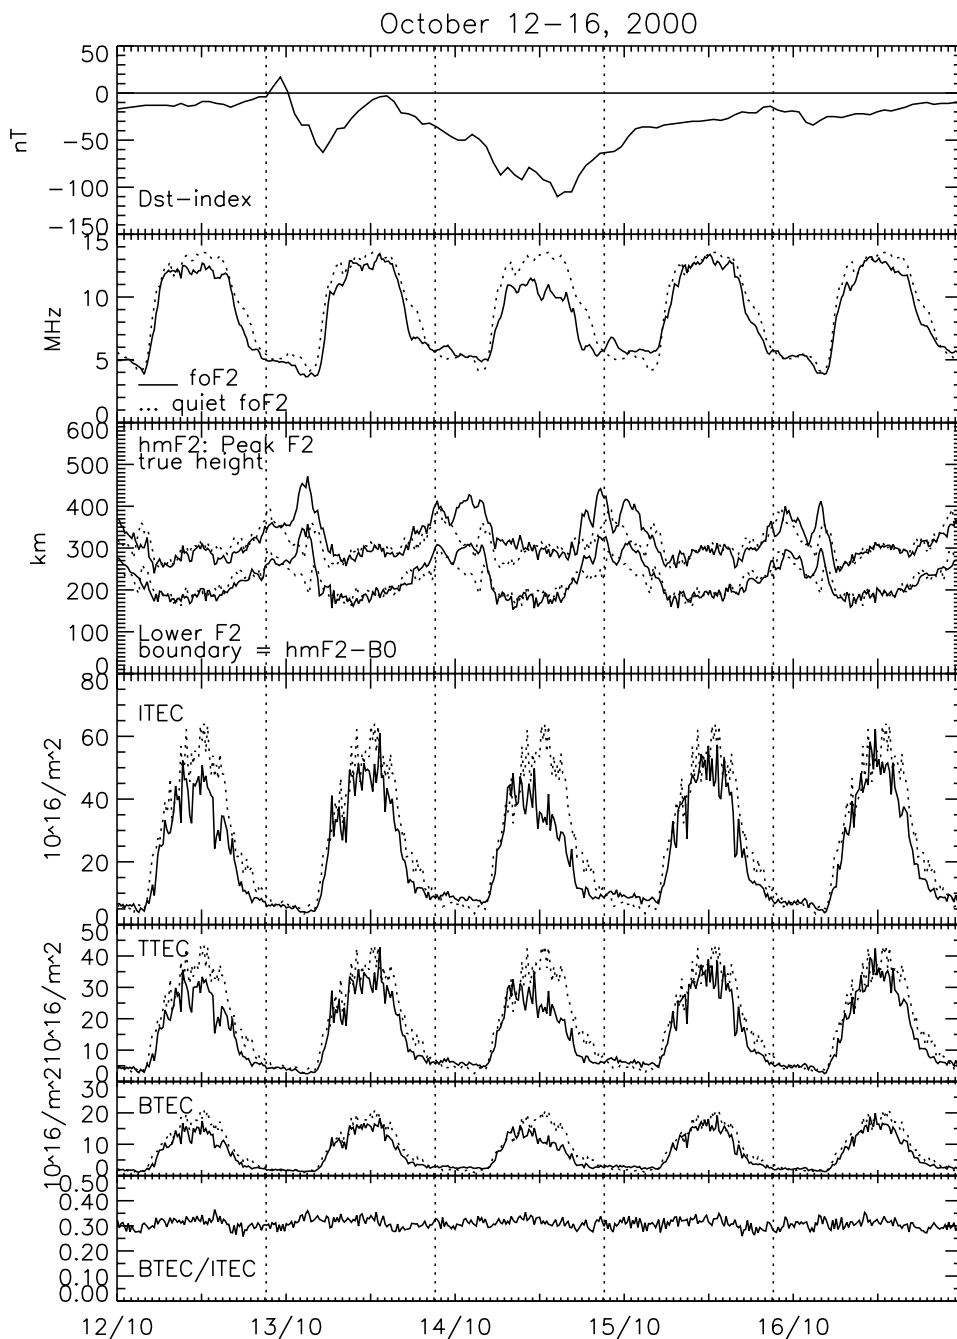 October 12-16, 2000
50
0
-50
-100
-150
nT
Dst-index
15
10
5
0
MHz
foF2
... quiet foF2
600
500
400
300
200
100
0
km
hmF2: Peak F2
true height
Lower F2
boundary = hmF2-B0
80
60
40
20
0
10^16/m^2
ITEC
50
40
30
20
10
0
10^16/m^2
TTEC
30
20
10
0
10^16/m^2
BTEC
0.50
0.40
0.30
0.20
0.10
0.00
BTEC/ITEC
12/10 13/10 14/10 15/10 16/10